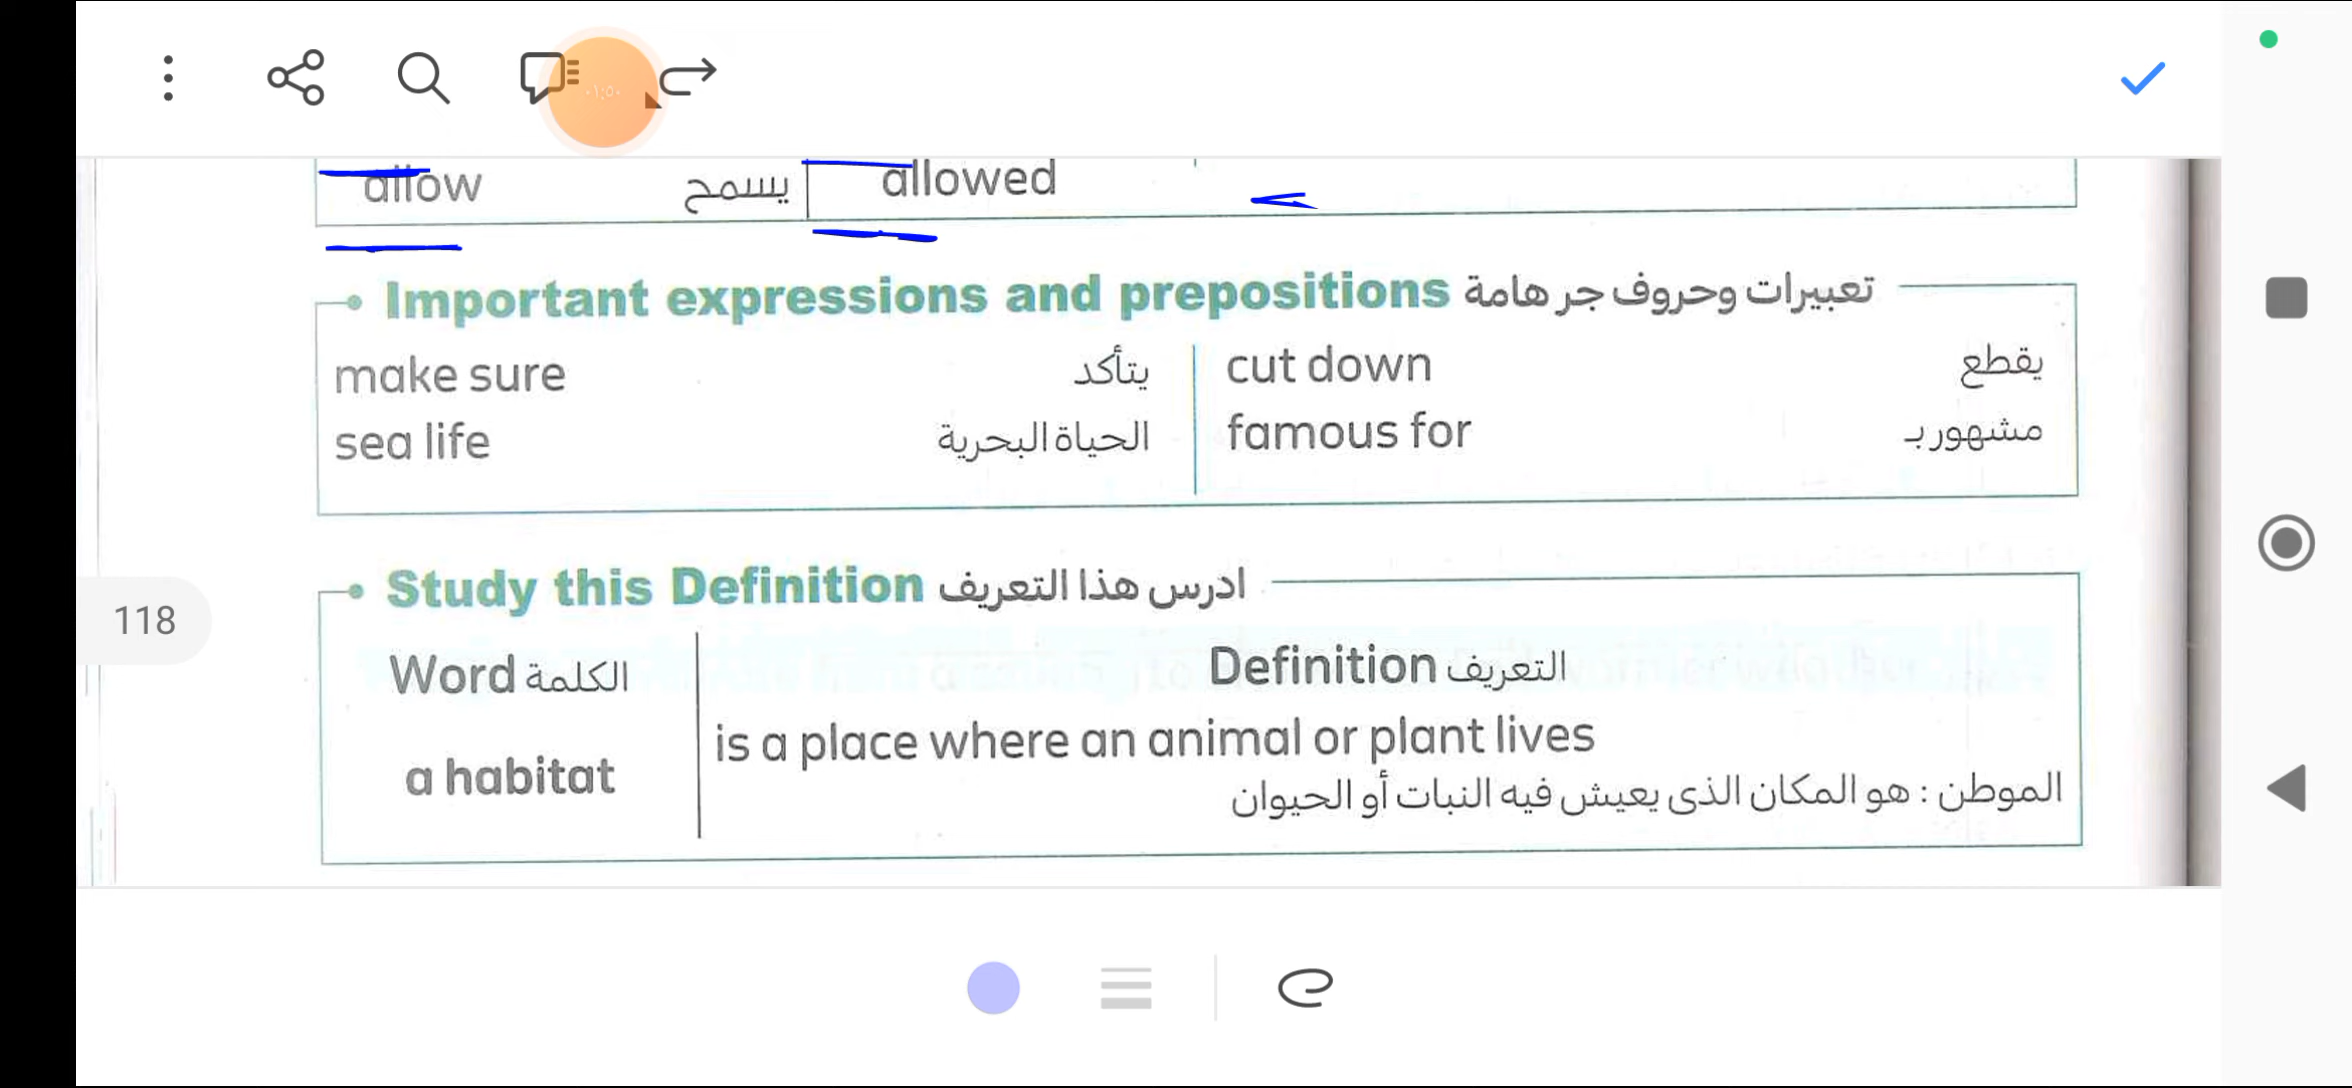 ٠١:٥٠
allow يسمح allowed
Important expressions and prepositions تعبيرات وحروف جر هامة
make sure يتأكد cut down يقطع
sea life الحياة البحرية famous for مشهور بـ
118
Study this Definition ادرس هذا التعريف
Word الكلمة Definition التعريف
is a place where an animal or plant lives
a habitat
الموطن : هو المكان الذى يعيش فيه النبات أو الحيوان